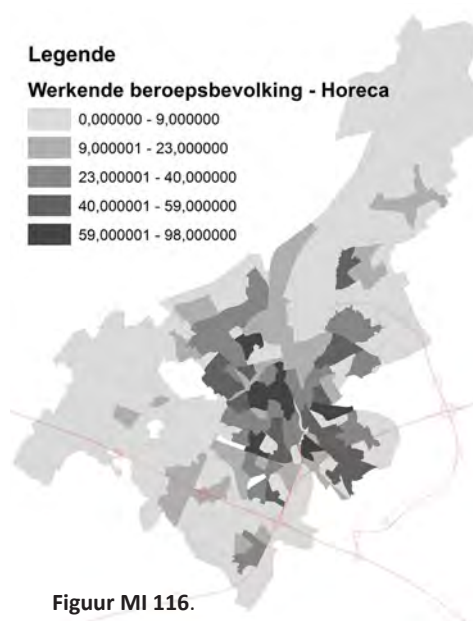 Legende
Werkende beroepsbevolking - Horeca
0,000000 - 9,000000
9,000001 - 23,000000
23,000001 - 40,000000
40,000001 - 59,000000
59,000001 - 98,000000
Figuur MI 116.